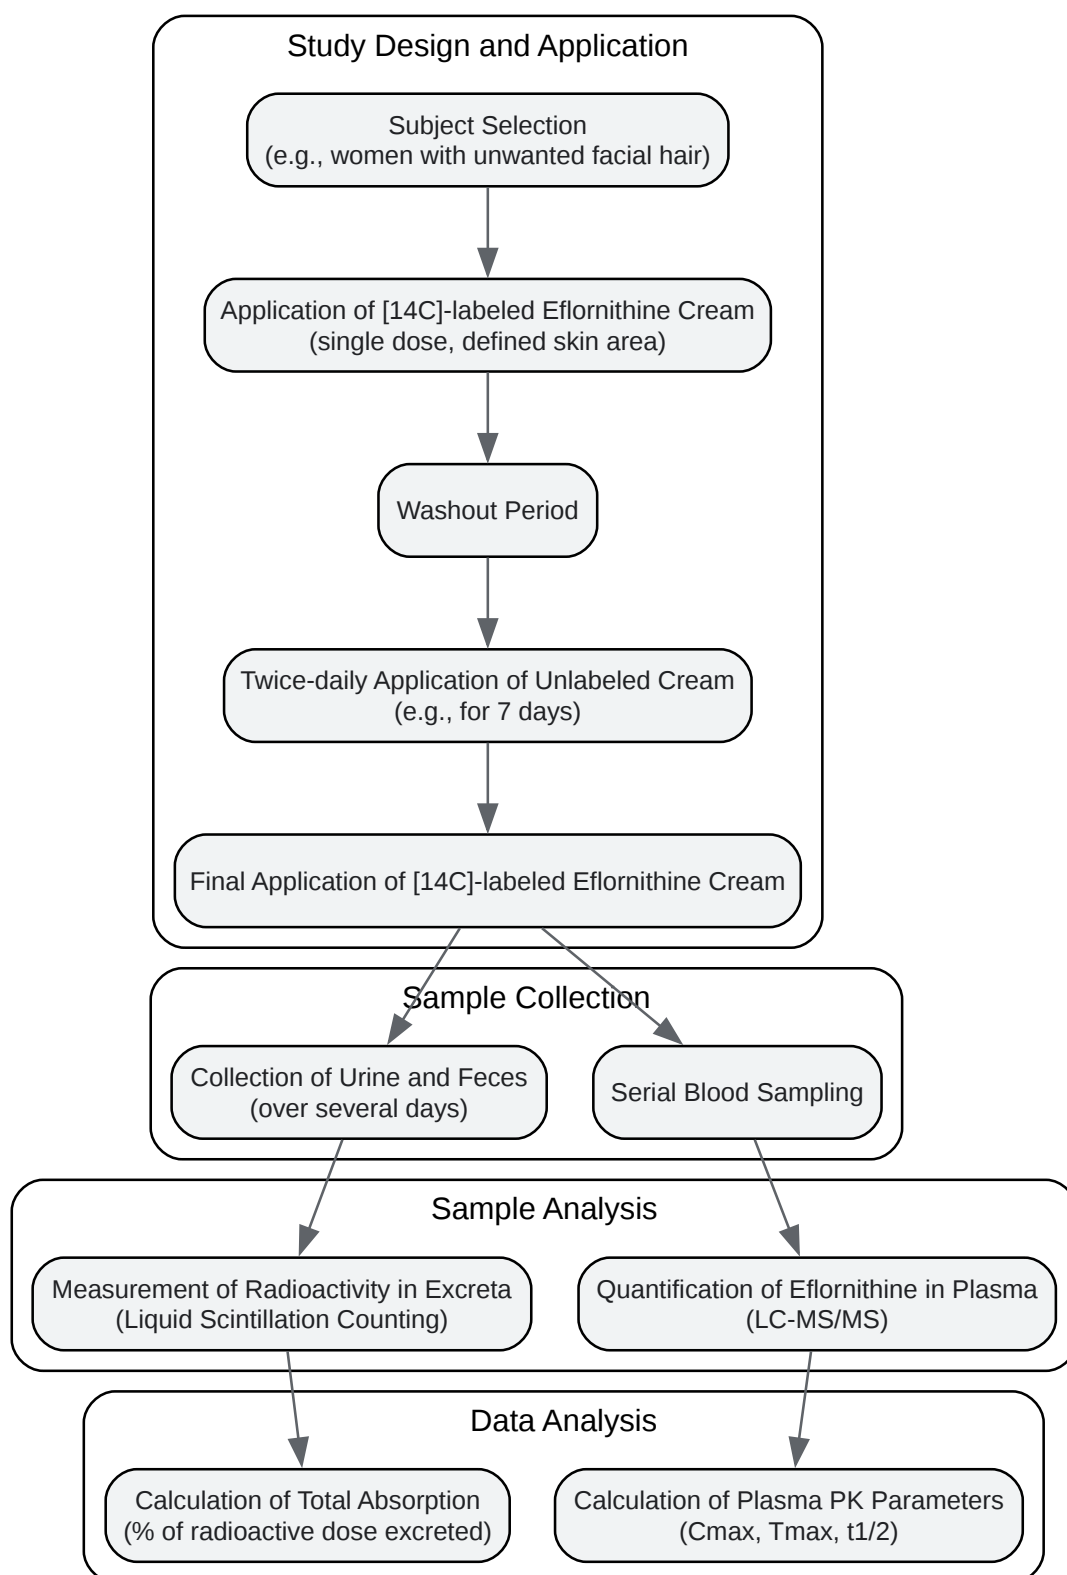 Study Design and Application
Subject Selection
(e.g., women with unwanted facial hair)
Application of [14C]-labeled Eflornithine Cream
(single dose, defined skin area)
Washout Period
Twice-daily Application of Unlabeled Cream
(e.g., for 7 days)
Final Application of [14C]-labeled Eflornithine Cream
Sample Collection
Collection of Urine and Feces
(over several days)
Serial Blood Sampling
Sample Analysis
Measurement of Radioactivity in Excreta
(Liquid Scintillation Counting)
Quantification of Eflornithine in Plasma
(LC-MS/MS)
Data Analysis
Calculation of Total Absorption
(% of radioactive dose excreted)
Calculation of Plasma PK Parameters
(Cmax, Tmax, t1/2)